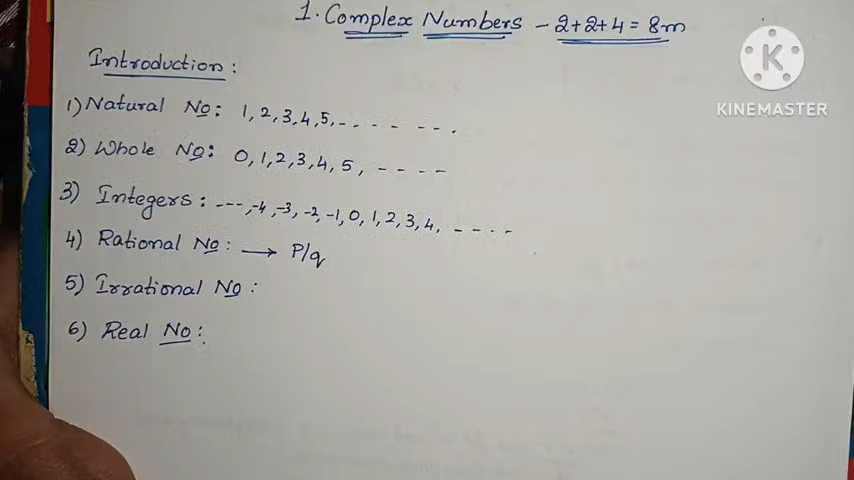 1. Complex Numbers - 2+2+4 = 8m
Introduction :
1) Natural No: 1, 2, 3, 4, 5, - - - - - - - .
2) Whole No: 0, 1, 2, 3, 4, 5, - - - -
3) Integers : ---, -4, -3, -2, -1, 0, 1, 2, 3, 4, - - - - -
4) Rational No: → P/q
5) Irrational No :
6) Real No:
K
KINEMASTER